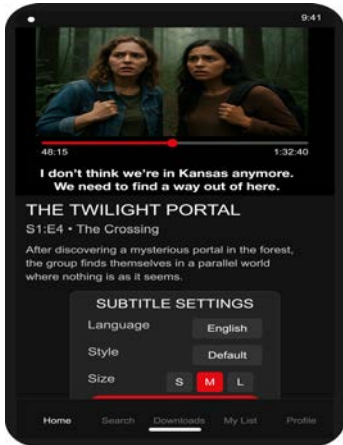 9:41
48:15 1:32:40
I don't think we're in Kansas anymore.
We need to find a way out of here.
THE TWILIGHT PORTAL
S1:E4 • The Crossing
After discovering a mysterious portal in the forest,
the group finds themselves in a parallel world
where nothing is as it seems.
SUBTITLE SETTINGS
Language English
Style Default
Size S M L
Home Search Downloads My List Profile